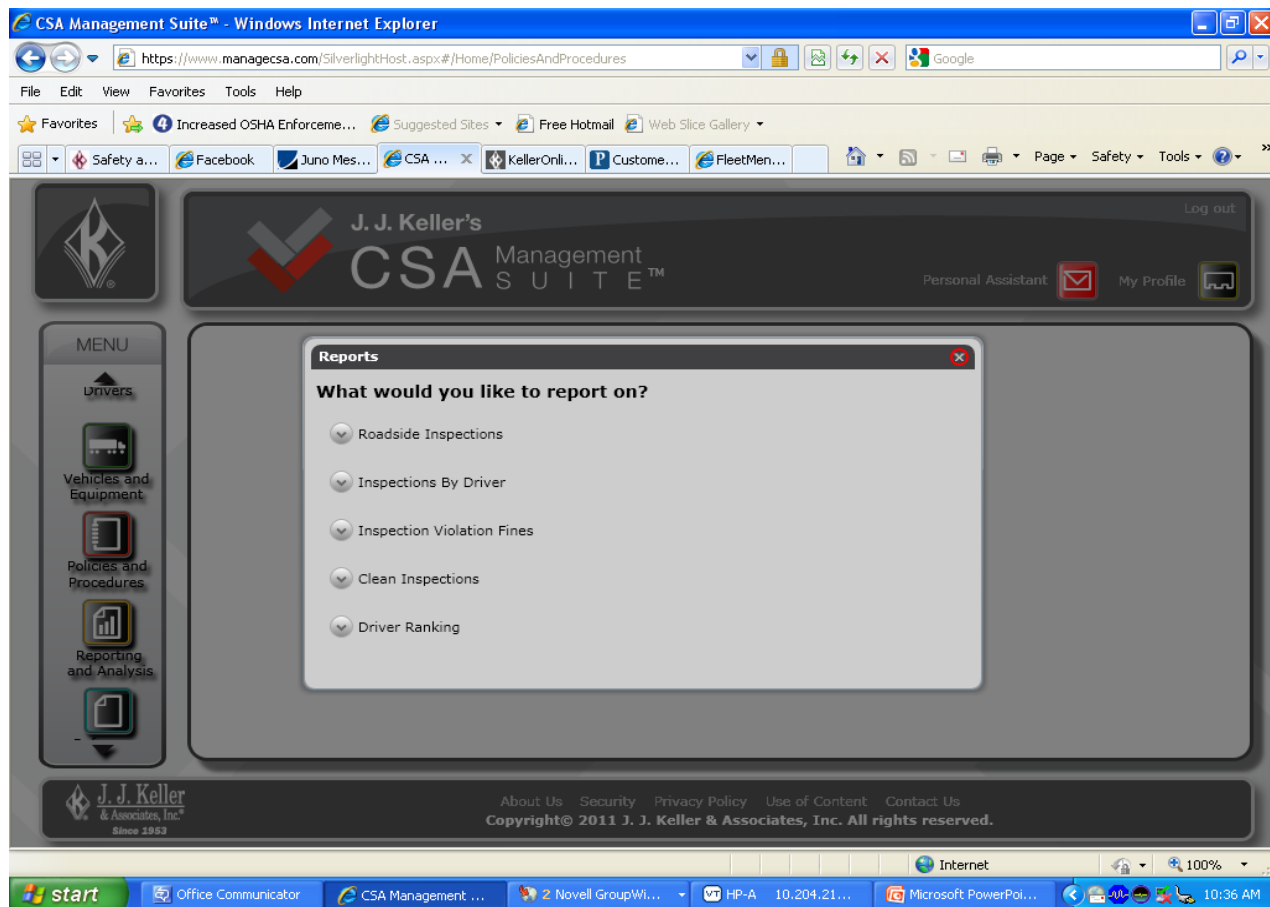 CSA Management Suite™ - Windows Internet Explorer
https://www.managecsa.com/SilverlightHost.aspx#/Home/PoliciesAndProcedures
Google
File Edit View Favorites Tools Help
Favorites
Increased OSHA Enforceme... Suggested Sites Free Hotmail Web Slice Gallery
Safety a... Facebook Juno Mes... CSA ... x KellerOnli... Custome... FleetMen... Page Safety Tools »
Log out
J. J. Keller's
CSA Management
SUITE™
Personal Assistant My Profile
MENU
Drivers
Vehicles and
Equipment
Policies and
Procedures
Reporting
and Analysis
Reports
What would you like to report on?
Roadside Inspections
Inspections By Driver
Inspection Violation Fines
Clean Inspections
Driver Ranking
J. J. Keller
& Associates, Inc.®
Since 1953
About Us Security Privacy Policy Use of Content Contact Us
Copyright© 2011 J. J. Keller & Associates, Inc. All rights reserved.
Internet 100%
start Office Communicator CSA Management ... 2 Novell GroupWi... HP-A 10.204.21... Microsoft PowerPoi... 10:36 AM